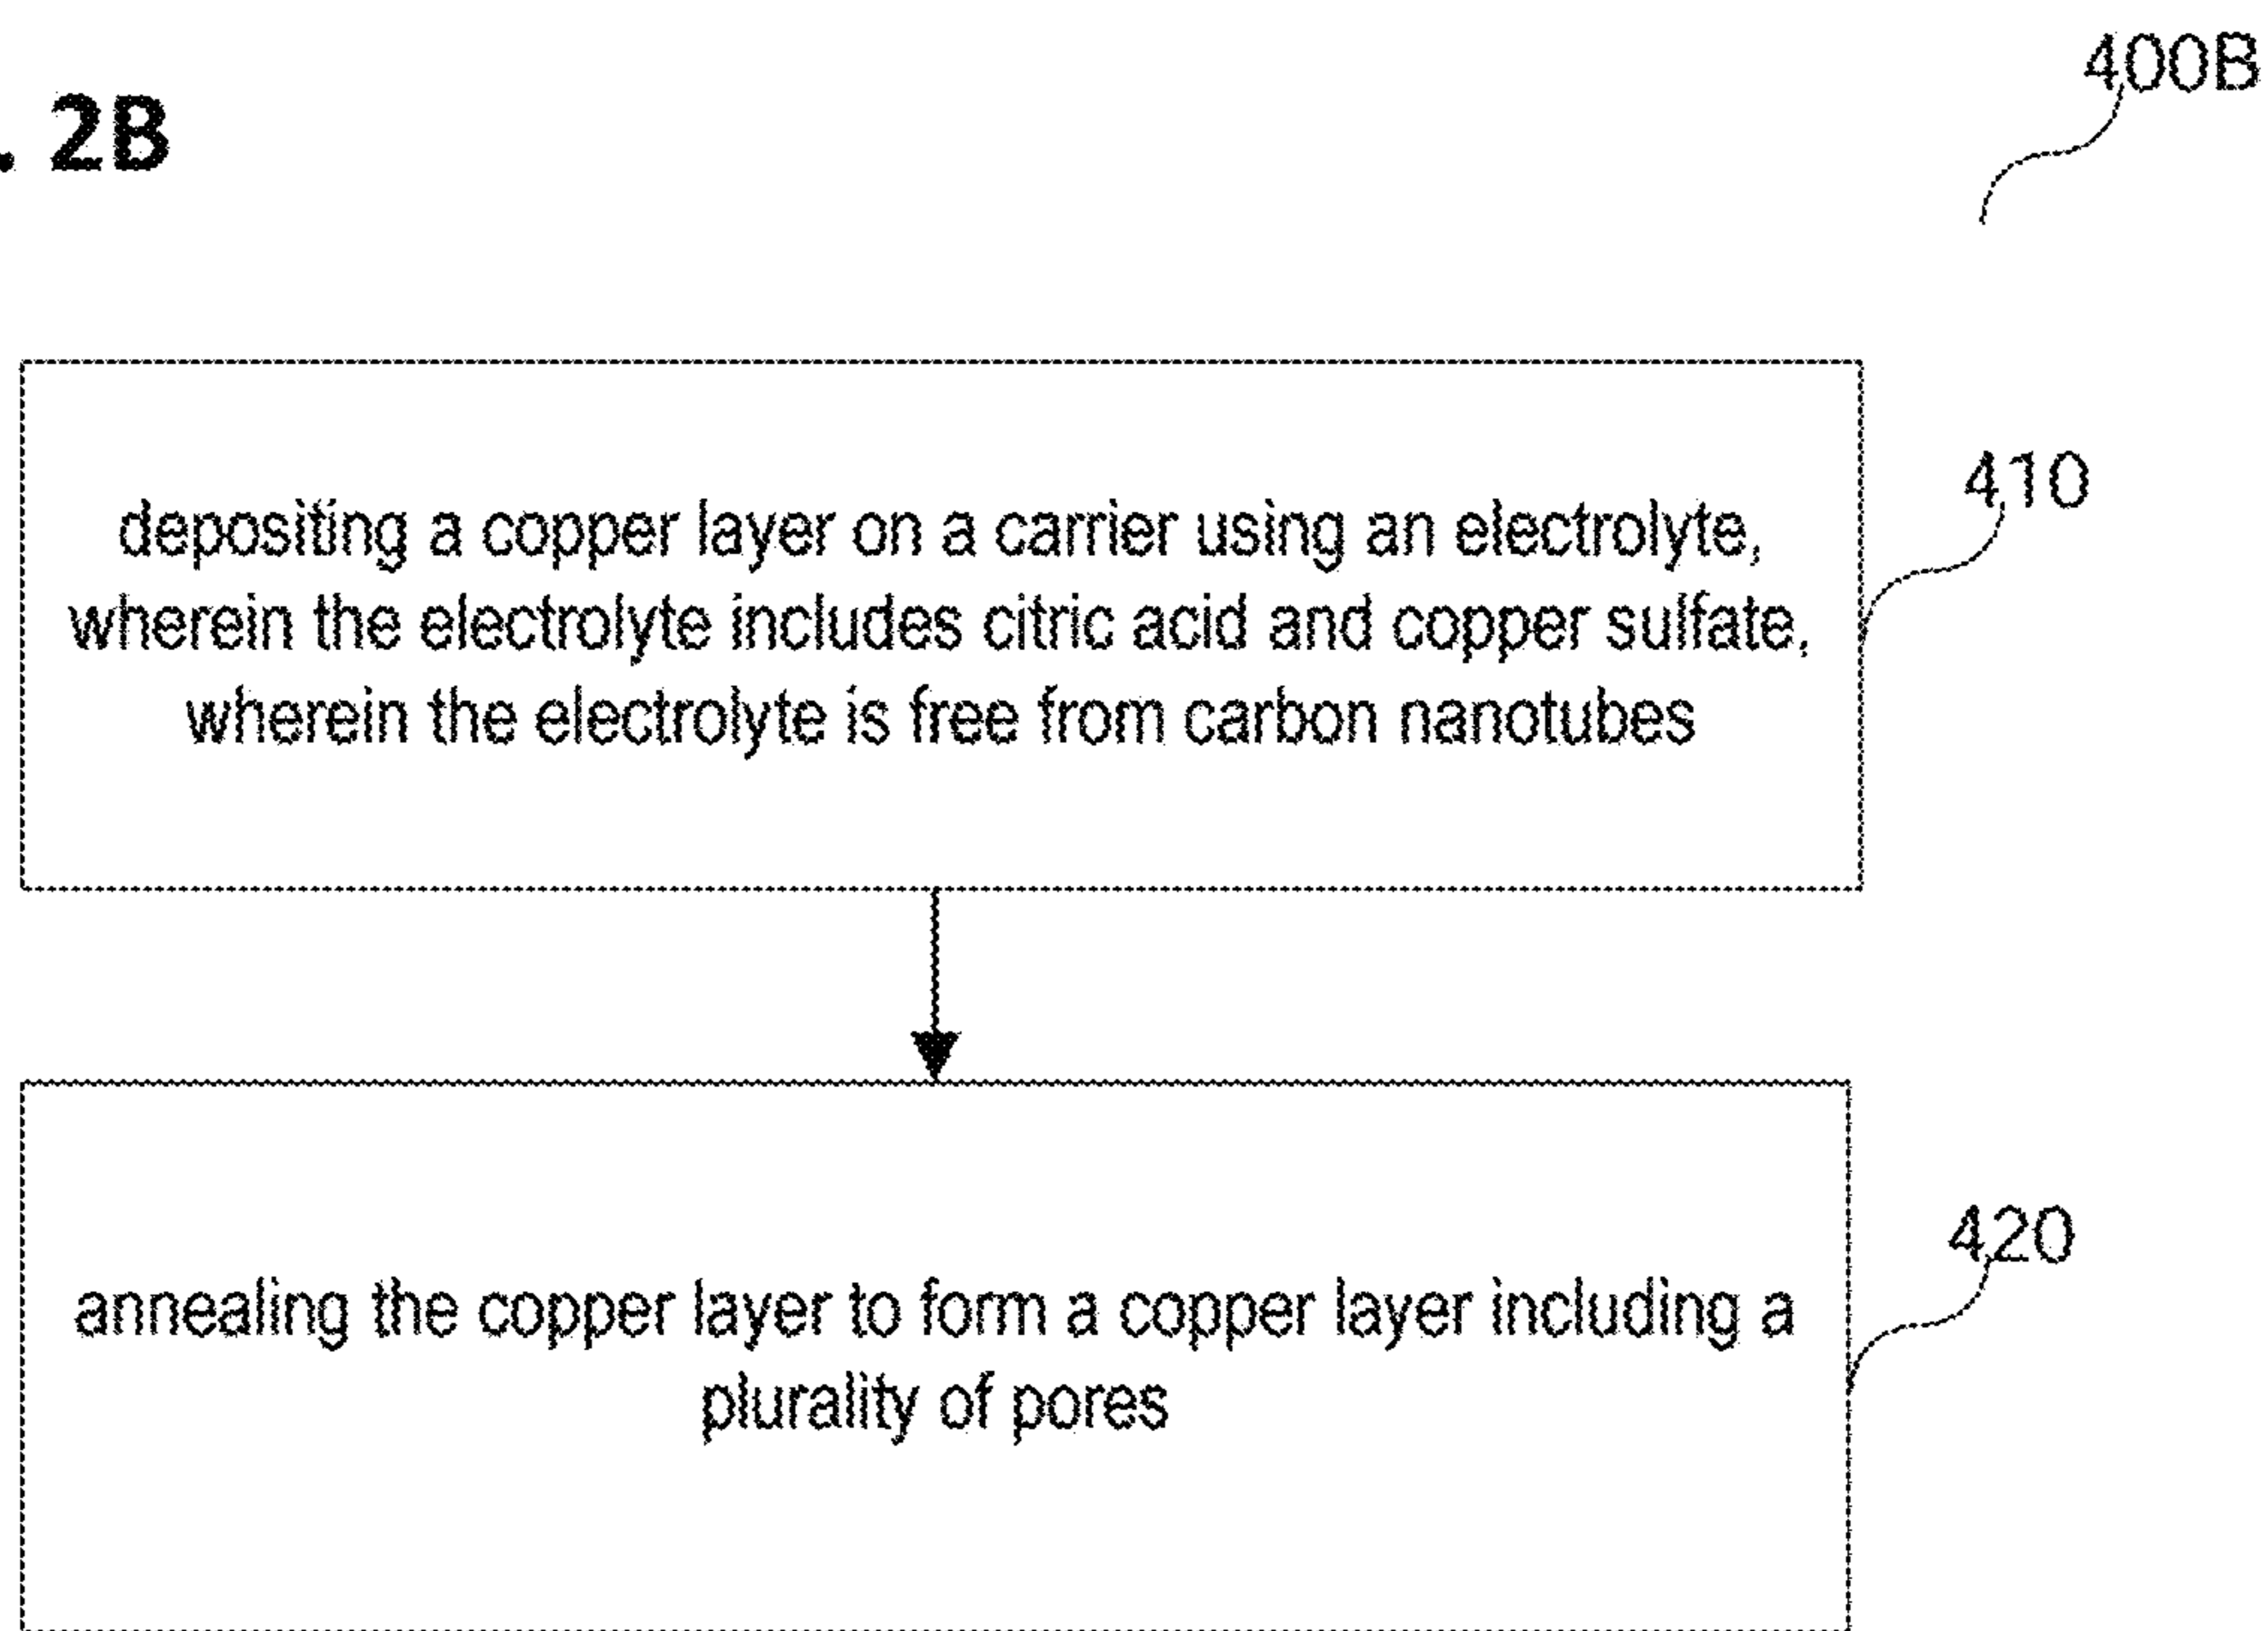 . 2B
400B
depositing a copper layer on a carrier using an electrolyte,
wherein the electrolyte includes citric acid and copper sulfate,
wherein the electrolyte is free from carbon nanotubes
410
annealing the copper layer to form a copper layer including a
plurality of pores
420